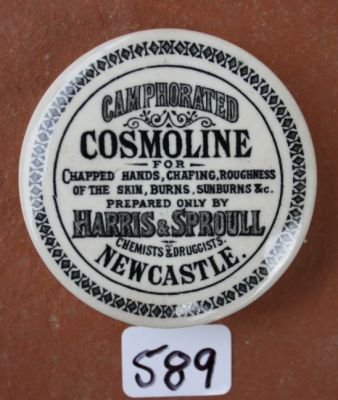 CAMPHORATED
COSMOLINE
FOR
CHAPPED HANDS, CHAFING, ROUGHNESS
OF THE SKIN, BURNS, SUNBURNS &c.
PREPARED ONLY BY
HARRIS & SPROULL
CHEMISTS & DRUGGISTS.
NEWCASTLE.
589